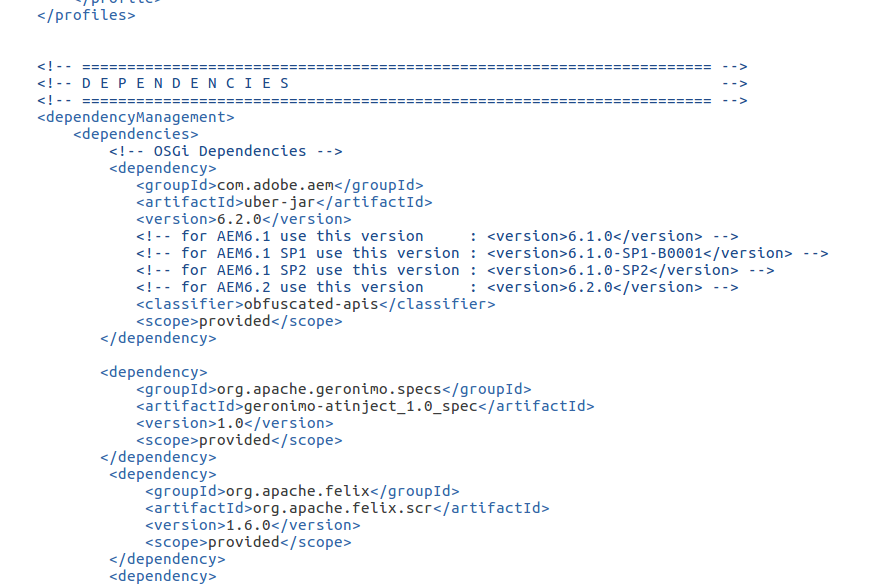 </profile>
</profiles>
<!-- ====================================================================== -->
<!-- D E P E N D E N C I E S                                                -->
<!-- ====================================================================== -->
<dependencyManagement>
<dependencies>
<!-- OSGi Dependencies -->
<dependency>
<groupId>com.adobe.aem</groupId>
<artifactId>uber-jar</artifactId>
<version>6.2.0</version>
<!-- for AEM6.1 use this version     : <version>6.1.0</version> -->
<!-- for AEM6.1 SP1 use this version : <version>6.1.0-SP1-B0001</version> -->
<!-- for AEM6.1 SP2 use this version : <version>6.1.0-SP2</version> -->
<!-- for AEM6.2 use this version     : <version>6.2.0</version> -->
<classifier>obfuscated-apis</classifier>
<scope>provided</scope>
</dependency>
<dependency>
<groupId>org.apache.geronimo.specs</groupId>
<artifactId>geronimo-atinject_1.0_spec</artifactId>
<version>1.0</version>
<scope>provided</scope>
</dependency>
<dependency>
<groupId>org.apache.felix</groupId>
<artifactId>org.apache.felix.scr</artifactId>
<version>1.6.0</version>
<scope>provided</scope>
</dependency>
<dependency>